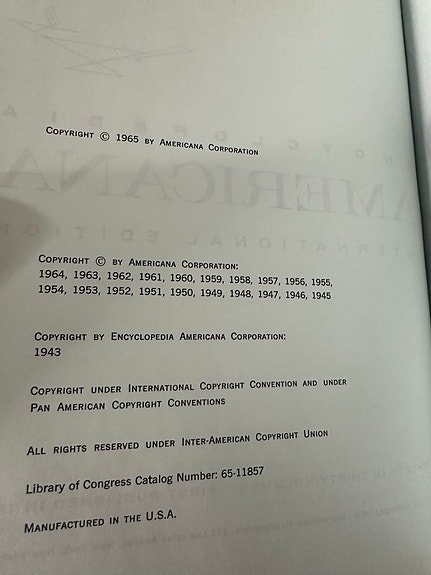 Copyright © 1965 by Americana Corporation
Copyright © by Americana Corporation:
1964, 1963, 1962, 1961, 1960, 1959, 1958, 1957, 1956, 1955,
1954, 1953, 1952, 1951, 1950, 1949, 1948, 1947, 1946, 1945
Copyright by Encyclopedia Americana Corporation:
1943
Copyright under International Copyright Convention and under
Pan American Copyright Conventions
All rights reserved under Inter-American Copyright Union
Library of Congress Catalog Number: 65-11857
Manufactured in the U.S.A.